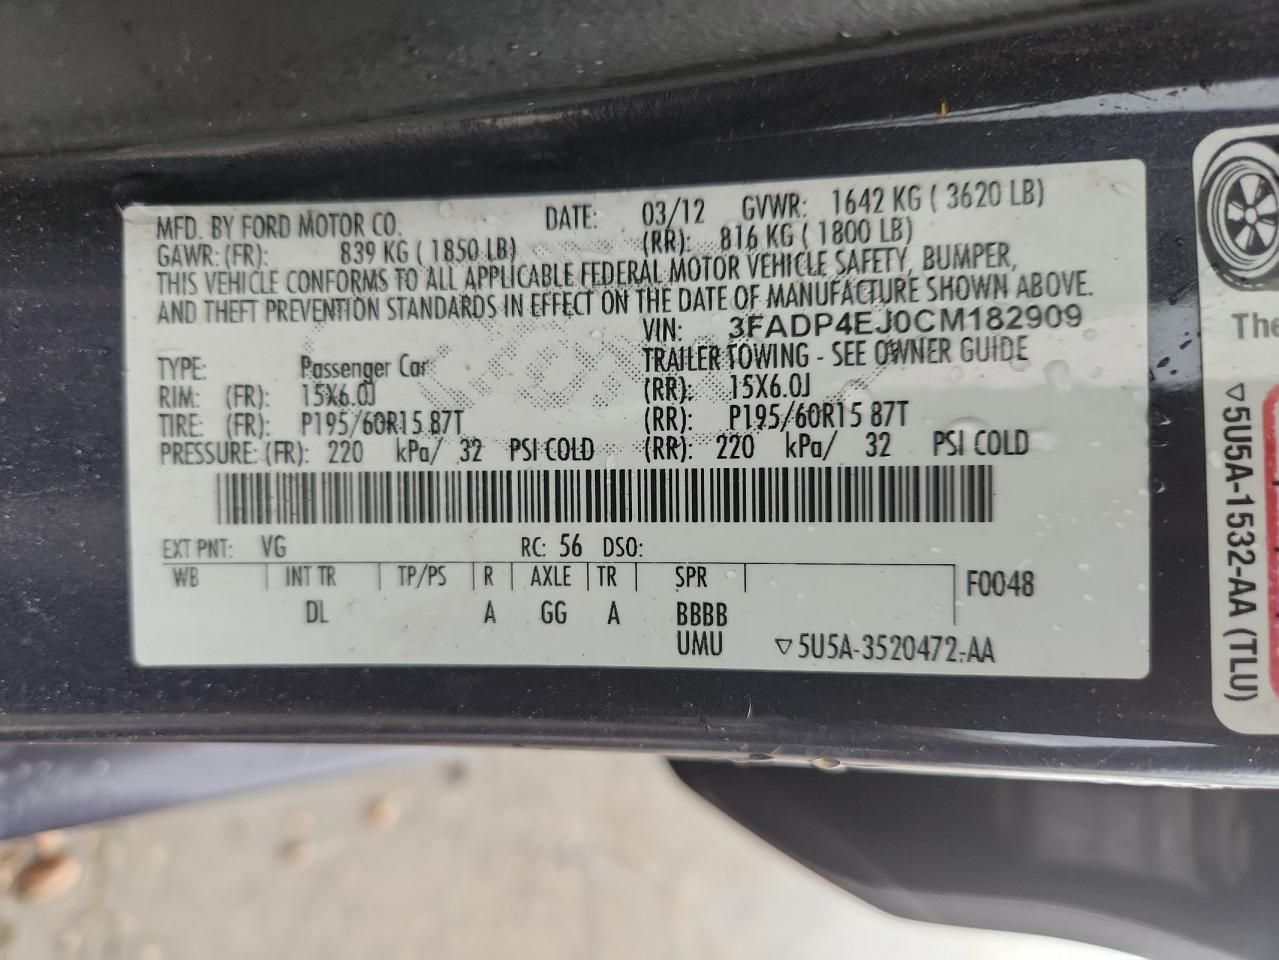 MFD. BY FORD MOTOR CO. DATE: 03/12 GVWR: 1642 KG ( 3620 LB)
GAWR: (FR): 839 KG ( 1850 LB) (RR): 816 KG ( 1800 LB)
THIS VEHICLE CONFORMS TO ALL APPLICABLE FEDERAL MOTOR VEHICLE SAFETY, BUMPER,
AND THEFT PREVENTION STANDARDS IN EFFECT ON THE DATE OF MANUFACTURE SHOWN ABOVE.
VIN: 3FADP4EJ0CM182909
TYPE: Passenger Car TRAILER TOWING - SEE OWNER GUIDE
RIM: (FR): 15X6.0J (RR): 15X6.0J
TIRE: (FR): P195/60R15 87T (RR): P195/60R15 87T
PRESSURE: (FR): 220 kPa/ 32 PSI COLD (RR): 220 kPa/ 32 PSI COLD
EXT PNT: VG RC: 56 DSO:
WB INT TR TP/PS R AXLE TR SPR F0048
DL A GG A BBBB
UMU ▽5U5A-3520472-AA
The
▽5U5A-1532-AA (TLU)